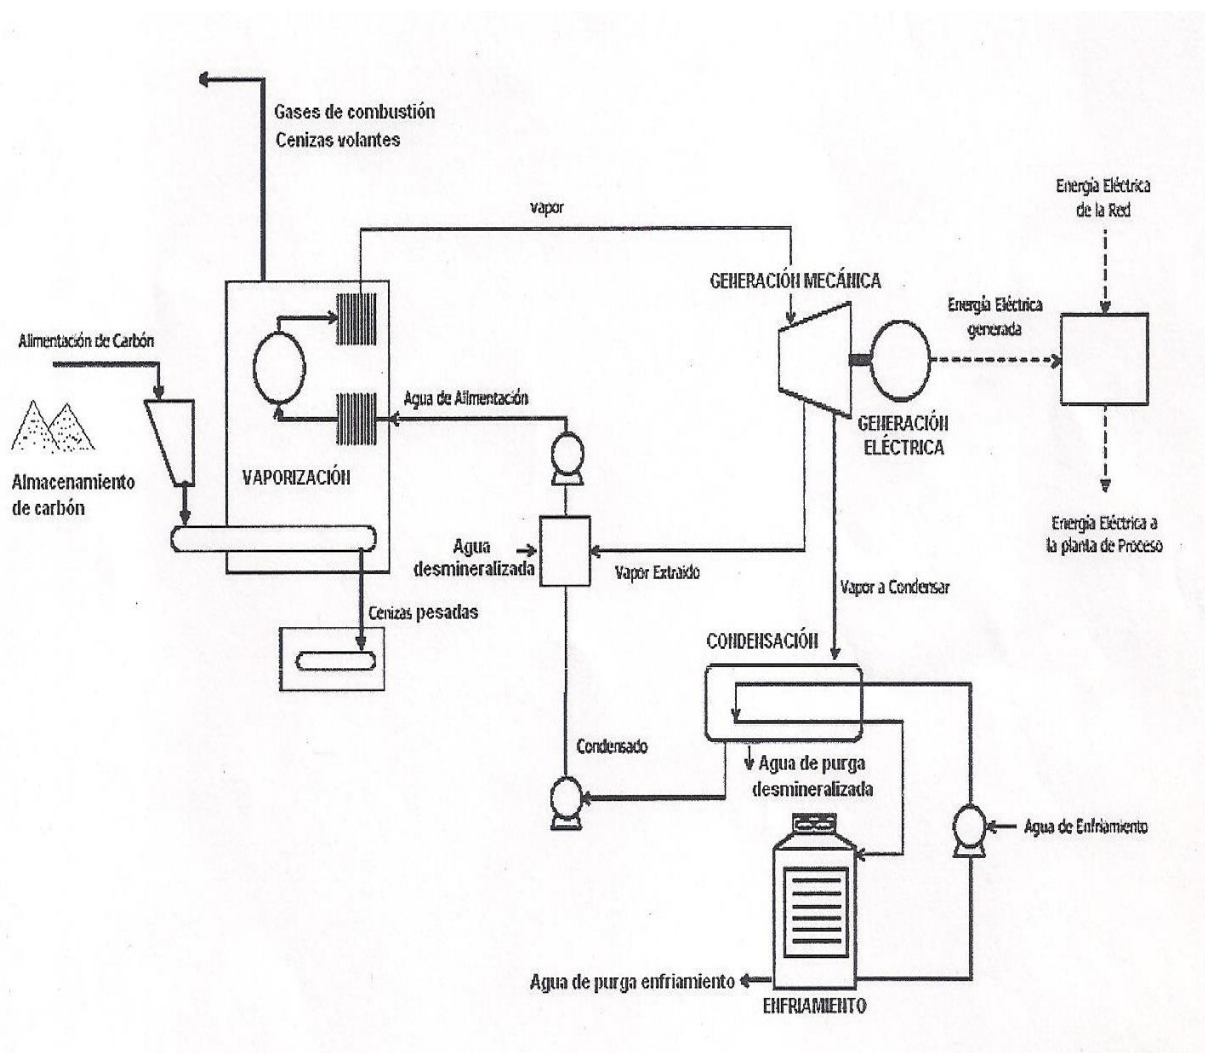 Gases de combustión
Cenizas volantes
vapor
Energía Eléctrica
de la Red
GENERACIÓN MECÁNICA
Energía Eléctrica
generada
Alimentación de Carbón
Agua de Alimentación
GENERACIÓN
ELÉCTRICA
VAPORIZACIÓN
Almacenamiento
de carbón
Energía Eléctrica a
la planta de Proceso
Agua
desmineralizada
Vapor Extraido
Vapor a Condensar
Cenizas pesadas
CONDENSACIÓN
Condensado
Agua de purga
desmineralizada
Agua de Enfriamiento
Agua de purga enfriamiento
ENFRIAMIENTO